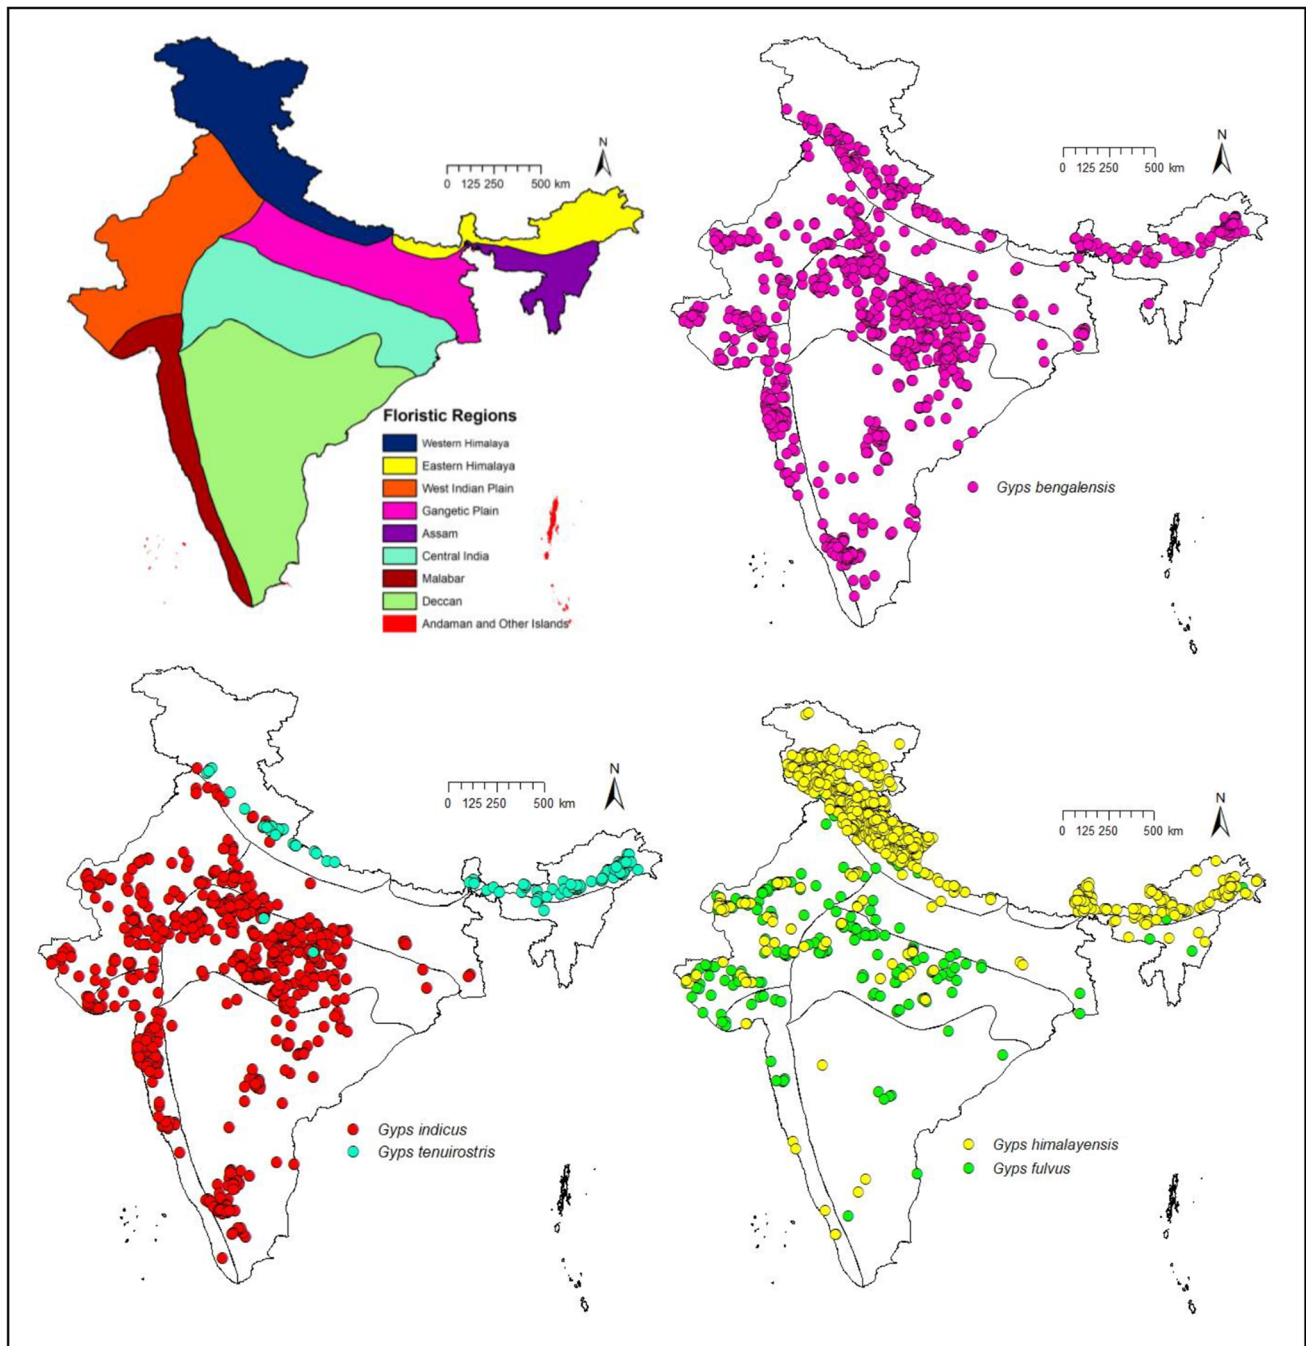 N
0 125 250 500 km
Floristic Regions
Western Himalaya
Eastern Himalaya
West Indian Plain
Gangetic Plain
Assam
Central India
Malabar
Deccan
Andaman and Other Islands
N
0 125 250 500 km
Gyps bengalensis
N
0 125 250 500 km
Gyps indicus
Gyps tenuirostris
N
0 125 250 500 km
Gyps himalayensis
Gyps fulvus